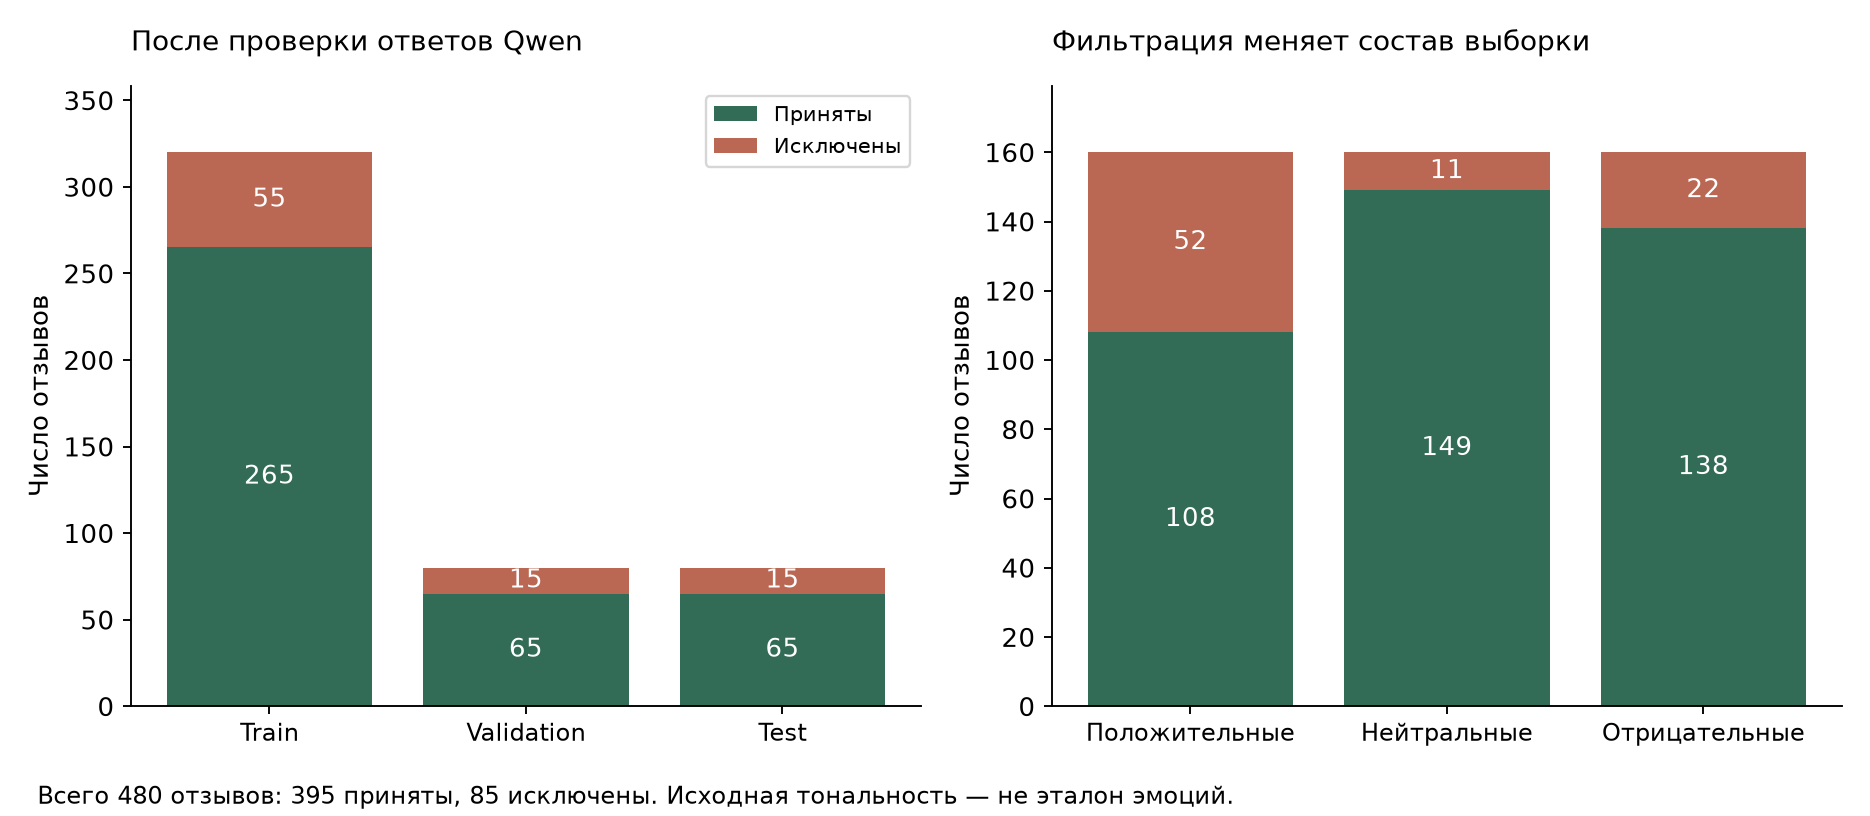 После проверки ответов Qwen
Число отзывов
350
300
250
200
150
100
50
0
Приняты
Исключены
55
265
15
65
15
65
Train
Validation
Test
Фильтрация меняет состав выборки
Число отзывов
160
140
120
100
80
60
40
20
0
52
108
11
149
22
138
Положительные
Нейтральные
Отрицательные
Всего 480 отзывов: 395 приняты, 85 исключены. Исходная тональность — не эталон эмоций.